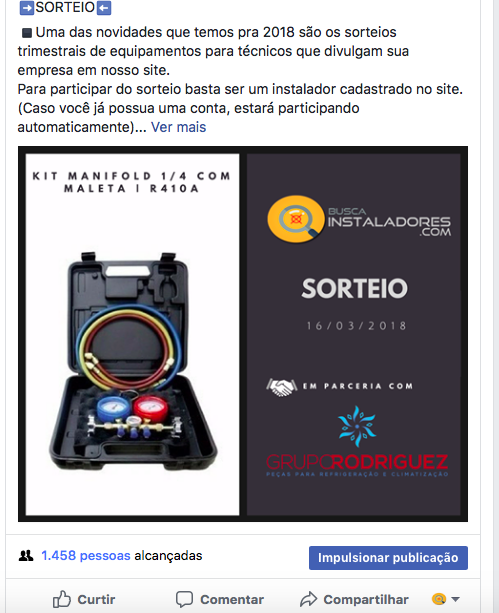 ➡️SORTEIO⬅️
◼️Uma das novidades que temos pra 2018 são os sorteios
trimestrais de equipamentos para técnicos que divulgam sua
empresa em nosso site.
Para participar do sorteio basta ser um instalador cadastrado no site.
(Caso você já possua uma conta, estará participando
automaticamente)... Ver mais
KIT MANIFOLD 1/4 COM
MALETA | R410A
BUSCA
INSTALADORES
.COM
SORTEIO
16/03/2018
EM PARCERIA COM
GRUPORODRIGUEZ
PEÇAS PARA REFRIGERAÇÃO E CLIMATIZAÇÃO
1.458 pessoas alcançadas
Impulsionar publicação
Curtir Comentar Compartilhar